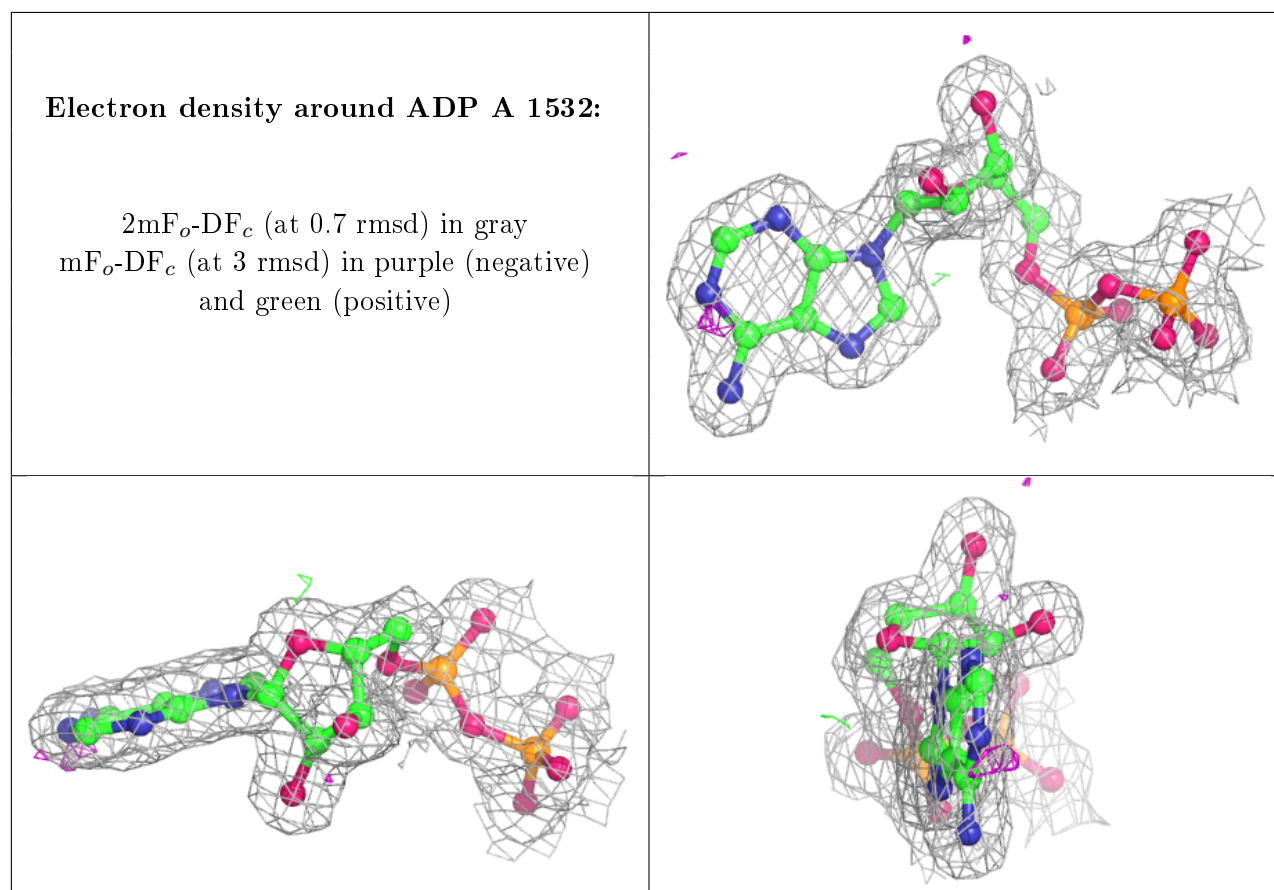 Electron density around ADP A 1532:
2mFo-DFc (at 0.7 rmsd) in gray
mFo-DFc (at 3 rmsd) in purple (negative)
and green (positive)